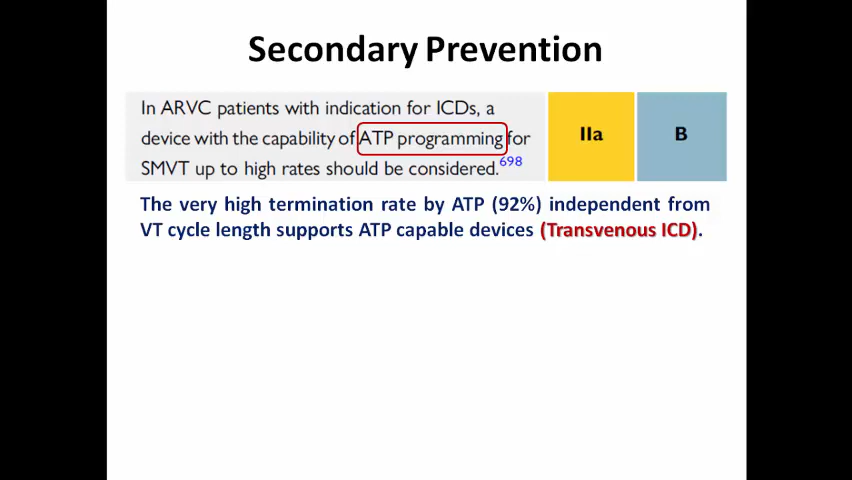 Secondary Prevention
In ARVC patients with indication for ICDs, a
device with the capability of ATP programming for
SMVT up to high rates should be considered.698
IIa
B
The very high termination rate by ATP (92%) independent from
VT cycle length supports ATP capable devices (Transvenous ICD).